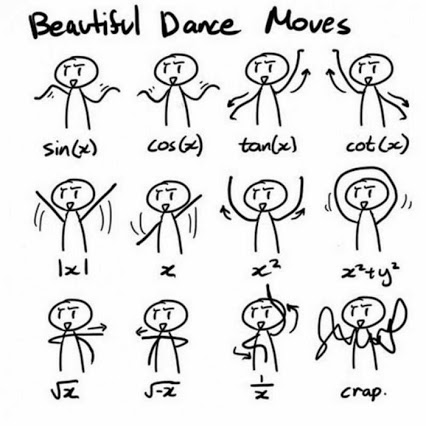 Beautiful Dance Moves
sin(x) cos(x) tan(x) cot(x)
|x| x x² x²+y²
√x √-x 1/x crap.